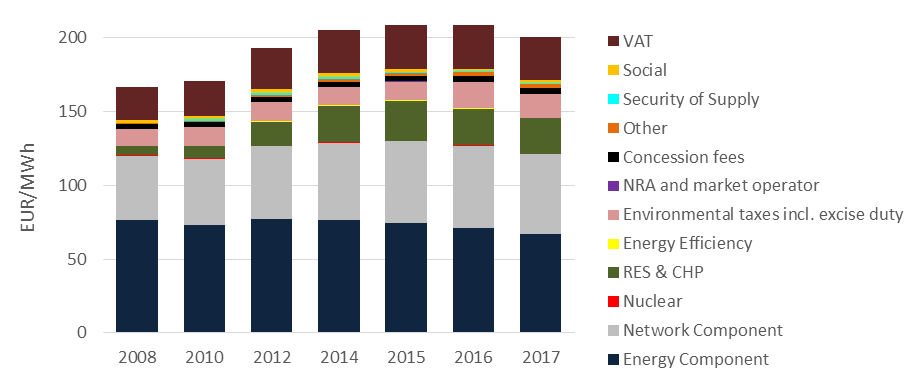 EUR/MWh
200
150
100
50
0
2008 2010 2012 2014 2015 2016 2017
VAT
Social
Security of Supply
Other
Concession fees
NRA and market operator
Environmental taxes incl. excise duty
Energy Efficiency
RES & CHP
Nuclear
Network Component
Energy Component